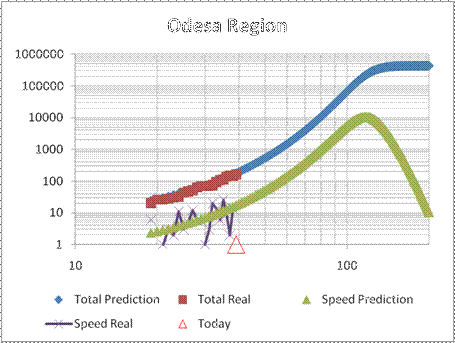 Odesa Region
1000000
100000
10000
1000
100
10
1
10 100
Total Prediction Total Real Speed Prediction
Speed Real Today